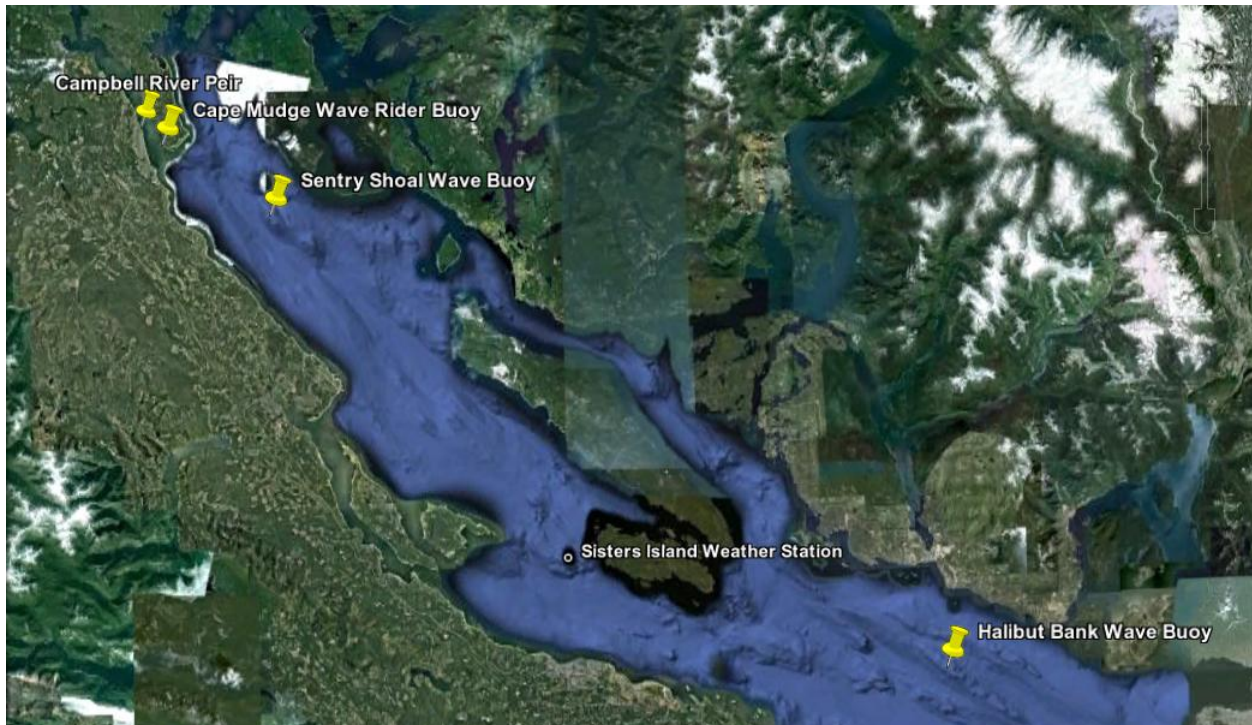 Campbell River Peir
Cape Mudge Wave Rider Buoy
Sentry Shoal Wave Buoy
Sisters Island Weather Station
Halibut Bank Wave Buoy